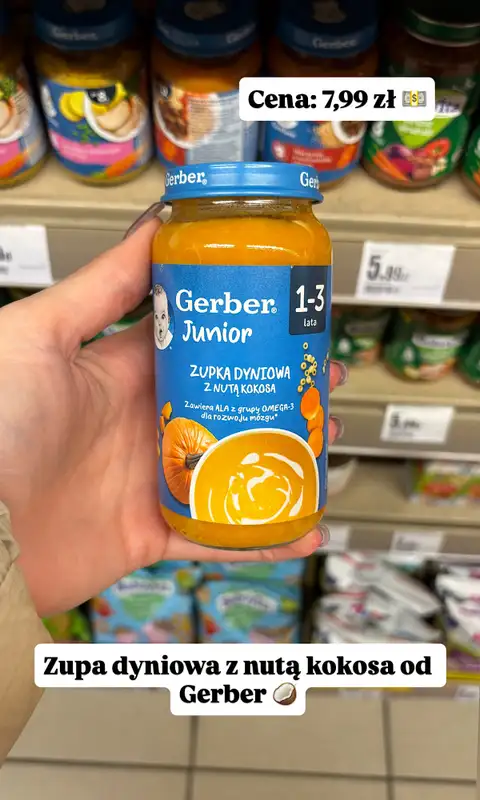 Cena: 7,99 zł
Gerber®
Gerber®
1-3
lata
Junior
ZUPKA DYNIOWA
Z NUTĄ KOKOSA
Zawiera ALA z grupy OMEGA-3
dla rozwoju mózgu*
Zupa dyniowa z nutą kokosa od
Gerber